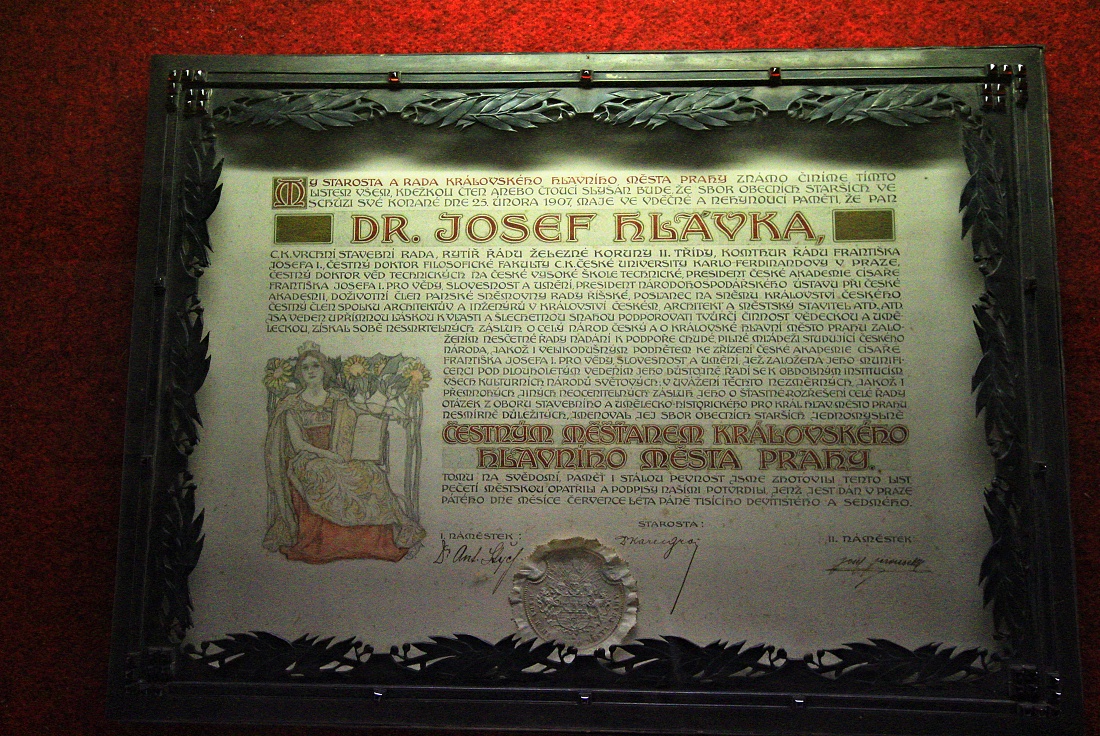 MY STAROSTA A RADA KRÁLOVSKÉHO HLAVNÍHO MĚSTA PRAHY ZNÁMO ČINÍME TÍMTO
LISTEM VŠEM, KDEŽKOLI ČTEN ANEBO ČTOUCÍ SLYŠÁN BUDE, ŽE SBOR OBECNÍCH STARŠÍCH VE
SCHŮZI SVÉ KONANÉ DNE 25. ÚNORA 1907, MAJE VE VDĚČNÉ A NEHYNOUCÍ PAMĚTI, ŽE PAN
DR. JOSEF HLÁVKA,
C.K. VRCHNÍ STAVEBNÍ RADA, RYTÍŘ ŘÁDU ŽELEZNÉ KORUNY II. TŘÍDY, KOMTHUR ŘÁDU FRANTIŠKA
JOSEFA I., ČESTNÝ DOKTOR FILOSOFICKÉ FAKULTY C.K. ČESKÉ UNIVERSITY KARLO-FERDINANDOVY V PRAZE,
ČESTNÝ DOKTOR VĚD TECHNICKÝCH NA ČESKÉ VYSOKÉ ŠKOLE TECHNICKÉ, PRESIDENT ČESKÉ AKADEMIE CÍSAŘE
FRANTIŠKA JOSEFA I. PRO VĚDY, SLOVESNOST A UMĚNÍ, PRESIDENT NÁRODOHOSPODÁŘSKÉHO ÚSTAVU PŘI ČESKÉ
AKADEMII, DOŽIVOTNÍ ČLEN PANSKÉ SNĚMOVNY RADY ŘÍŠSKÉ, POSLANEC NA SNĚMU KRÁLOVSTVÍ ČESKÉHO,
ČESTNÝ ČLEN SPOLKU ARCHITEKTŮV A INŽENÝRŮ V KRÁLOVSTVÍ ČESKÉM, ARCHITEKT A MĚSTSKÝ STAVITEL ATD., ATD.
JSA VEDEN UPŘÍMNOU LÁSKOU K VLASTI A ŠLECHETNOU SNAHOU PODPOROVATI TVŮRČÍ ČINNOST VĚDECKOU A UMĚ-
LECKOU, ZÍSKAL SOBĚ NESMRTELNÝCH ZÁSLUH O CELÝ NÁROD ČESKÝ A O KRÁLOVSKÉ HLAVNÍ MĚSTO PRAHU ZALO-
ŽENÍM NESČETNÉ ŘADY NADÁNÍ K PODPOŘE CHUDÉ PILNÉ MLÁDEŽE STUDUJÍCÍ ČESKÉHO
NÁRODA, JAKOŽ I VELKODUŠNÝM PODNĚTEM KE ZŘÍZENÍ ČESKÉ AKADEMIE CÍSAŘE
FRANTIŠKA JOSEFA I. PRO VĚDY, SLOVESNOST A UMĚNÍ, JEŽ ZALOŽENÁ JEHO MUNIFI-
CENCÍ POD DLOUHOLETÝM VEDENÍM JEHO DŮSTOJNĚ ŘADÍ SE K OBDOBNÝM INSTITUCÍM
VŠECH KULTURNÍCH NÁRODŮ SVĚTOVÝCH; V UVÁŽENÍ TĚCHTO NEZMĚRNÝCH, JAKOŽ I
PŘEMNOHÝCH JINÝCH NEOCENITELNÝCH ZÁSLUH JEHO O ŠŤASTNÉ ROZŘEŠENÍ CELÉ ŘADY
OTÁZEK Z OBORU STAVEBNÍHO A UMĚLECKO-HISTORICKÉHO PRO KRÁL. HLAV. MĚSTO PRAHU
NESMÍRNĚ DŮLEŽITÝCH, JMENOVAL JEJ SBOR OBECNÍCH STARŠÍCH JEDNOMYSLNĚ
ČESTNÝM MĚŠŤANEM KRÁLOVSKÉHO
HLAVNÍHO MĚSTA PRAHY.
TOMU NA SVĚDOMÍ, PAMĚŤ I STÁLOU PEVNOST JSME ZHOTOVILI TENTO LIST
PEČETÍ MĚSTSKOU OPATŘILI A PODPISY NAŠIMI POTVRDILI, JENŽ JEST DÁN V PRAZE
PÁTÉHO DNE MĚSÍCE ČERVENCE LÉTA PÁNĚ TISÍCÍHO DEVÍTISTÉHO A SEDMÉHO.
STAROSTA:
I. NÁMĚSTEK:
II. NÁMĚSTEK
Dr Ant. Štych
Dr Karel Groš